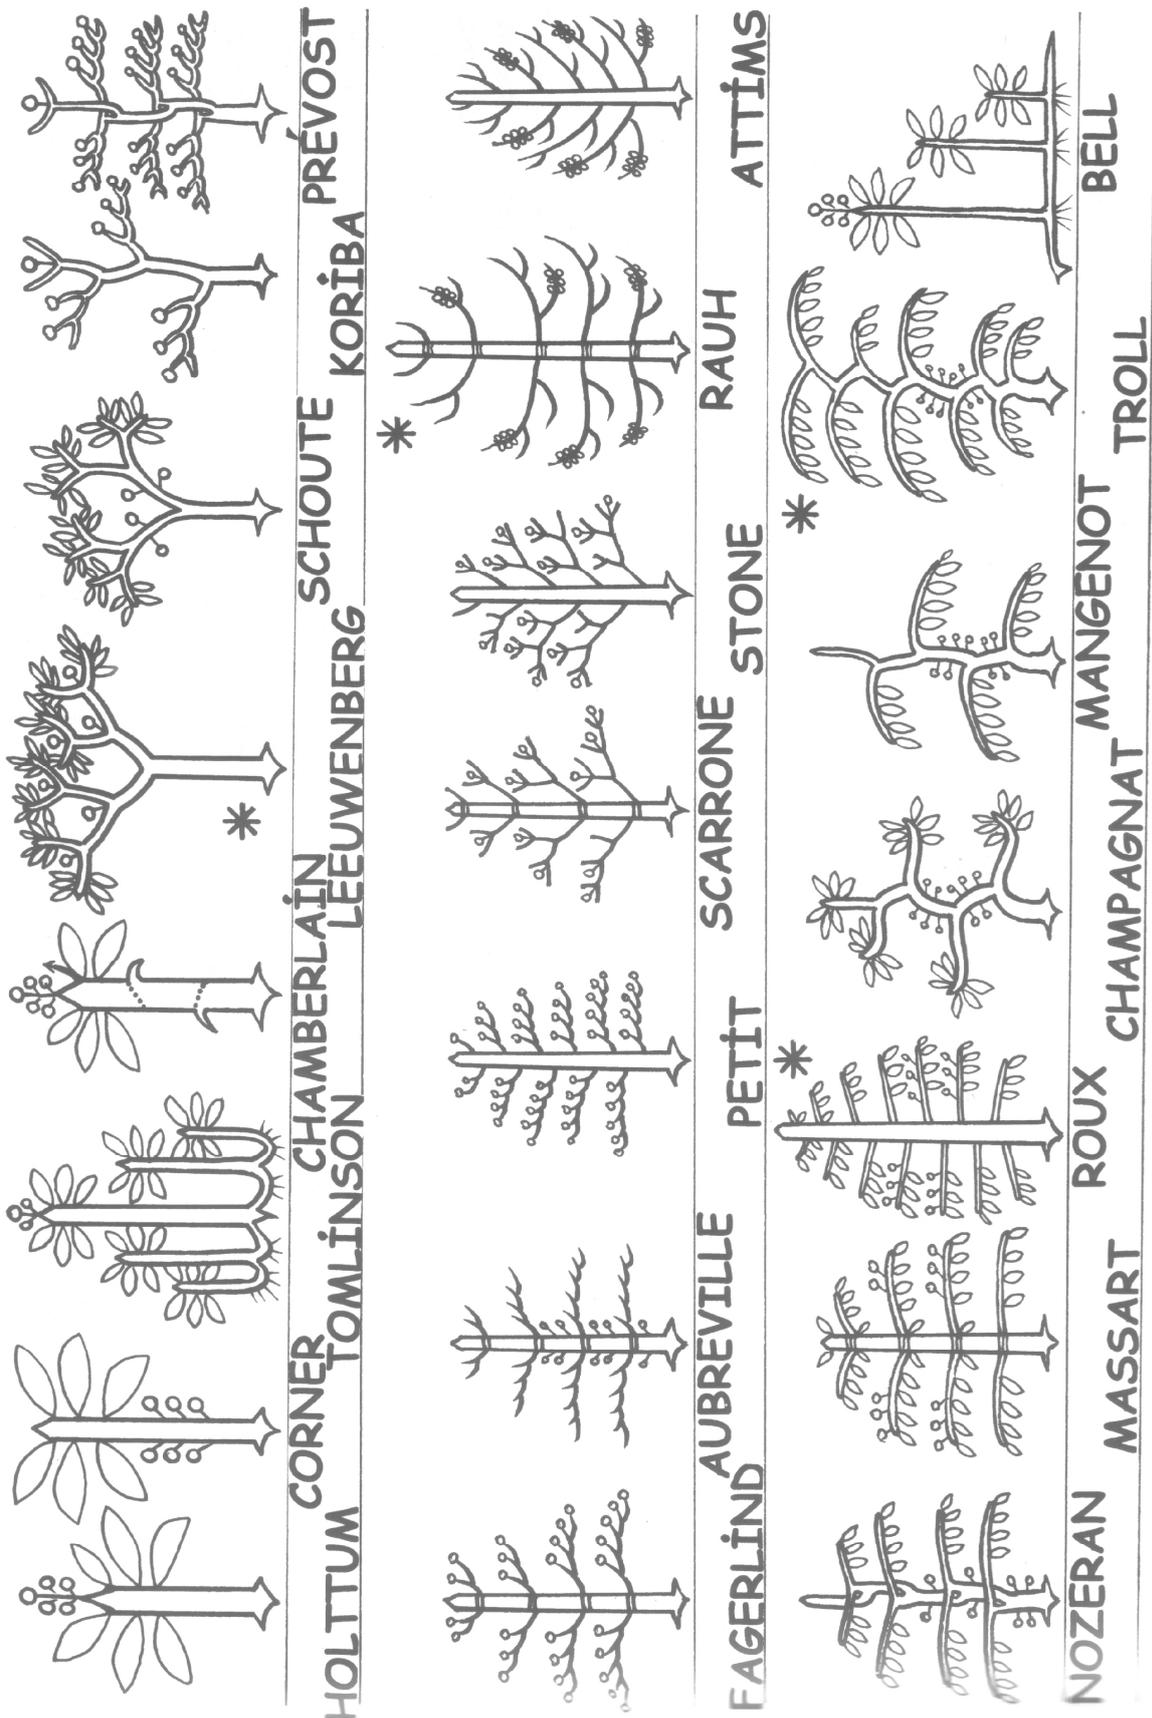 HOLTTUM
CORNER
TOMLİNSON
CHAMBERLAİN
LEEUWENBERG
SCHOUTE
KORİBA
PRÉVOST
FAGERLİND
AUBREVILLE
PETİT
SCARRONE
STONE
RAUH
ATTİMS
NOZERAN
MASSART
ROUX
CHAMPAGNAT
MANGENOT
TROLL
BELL